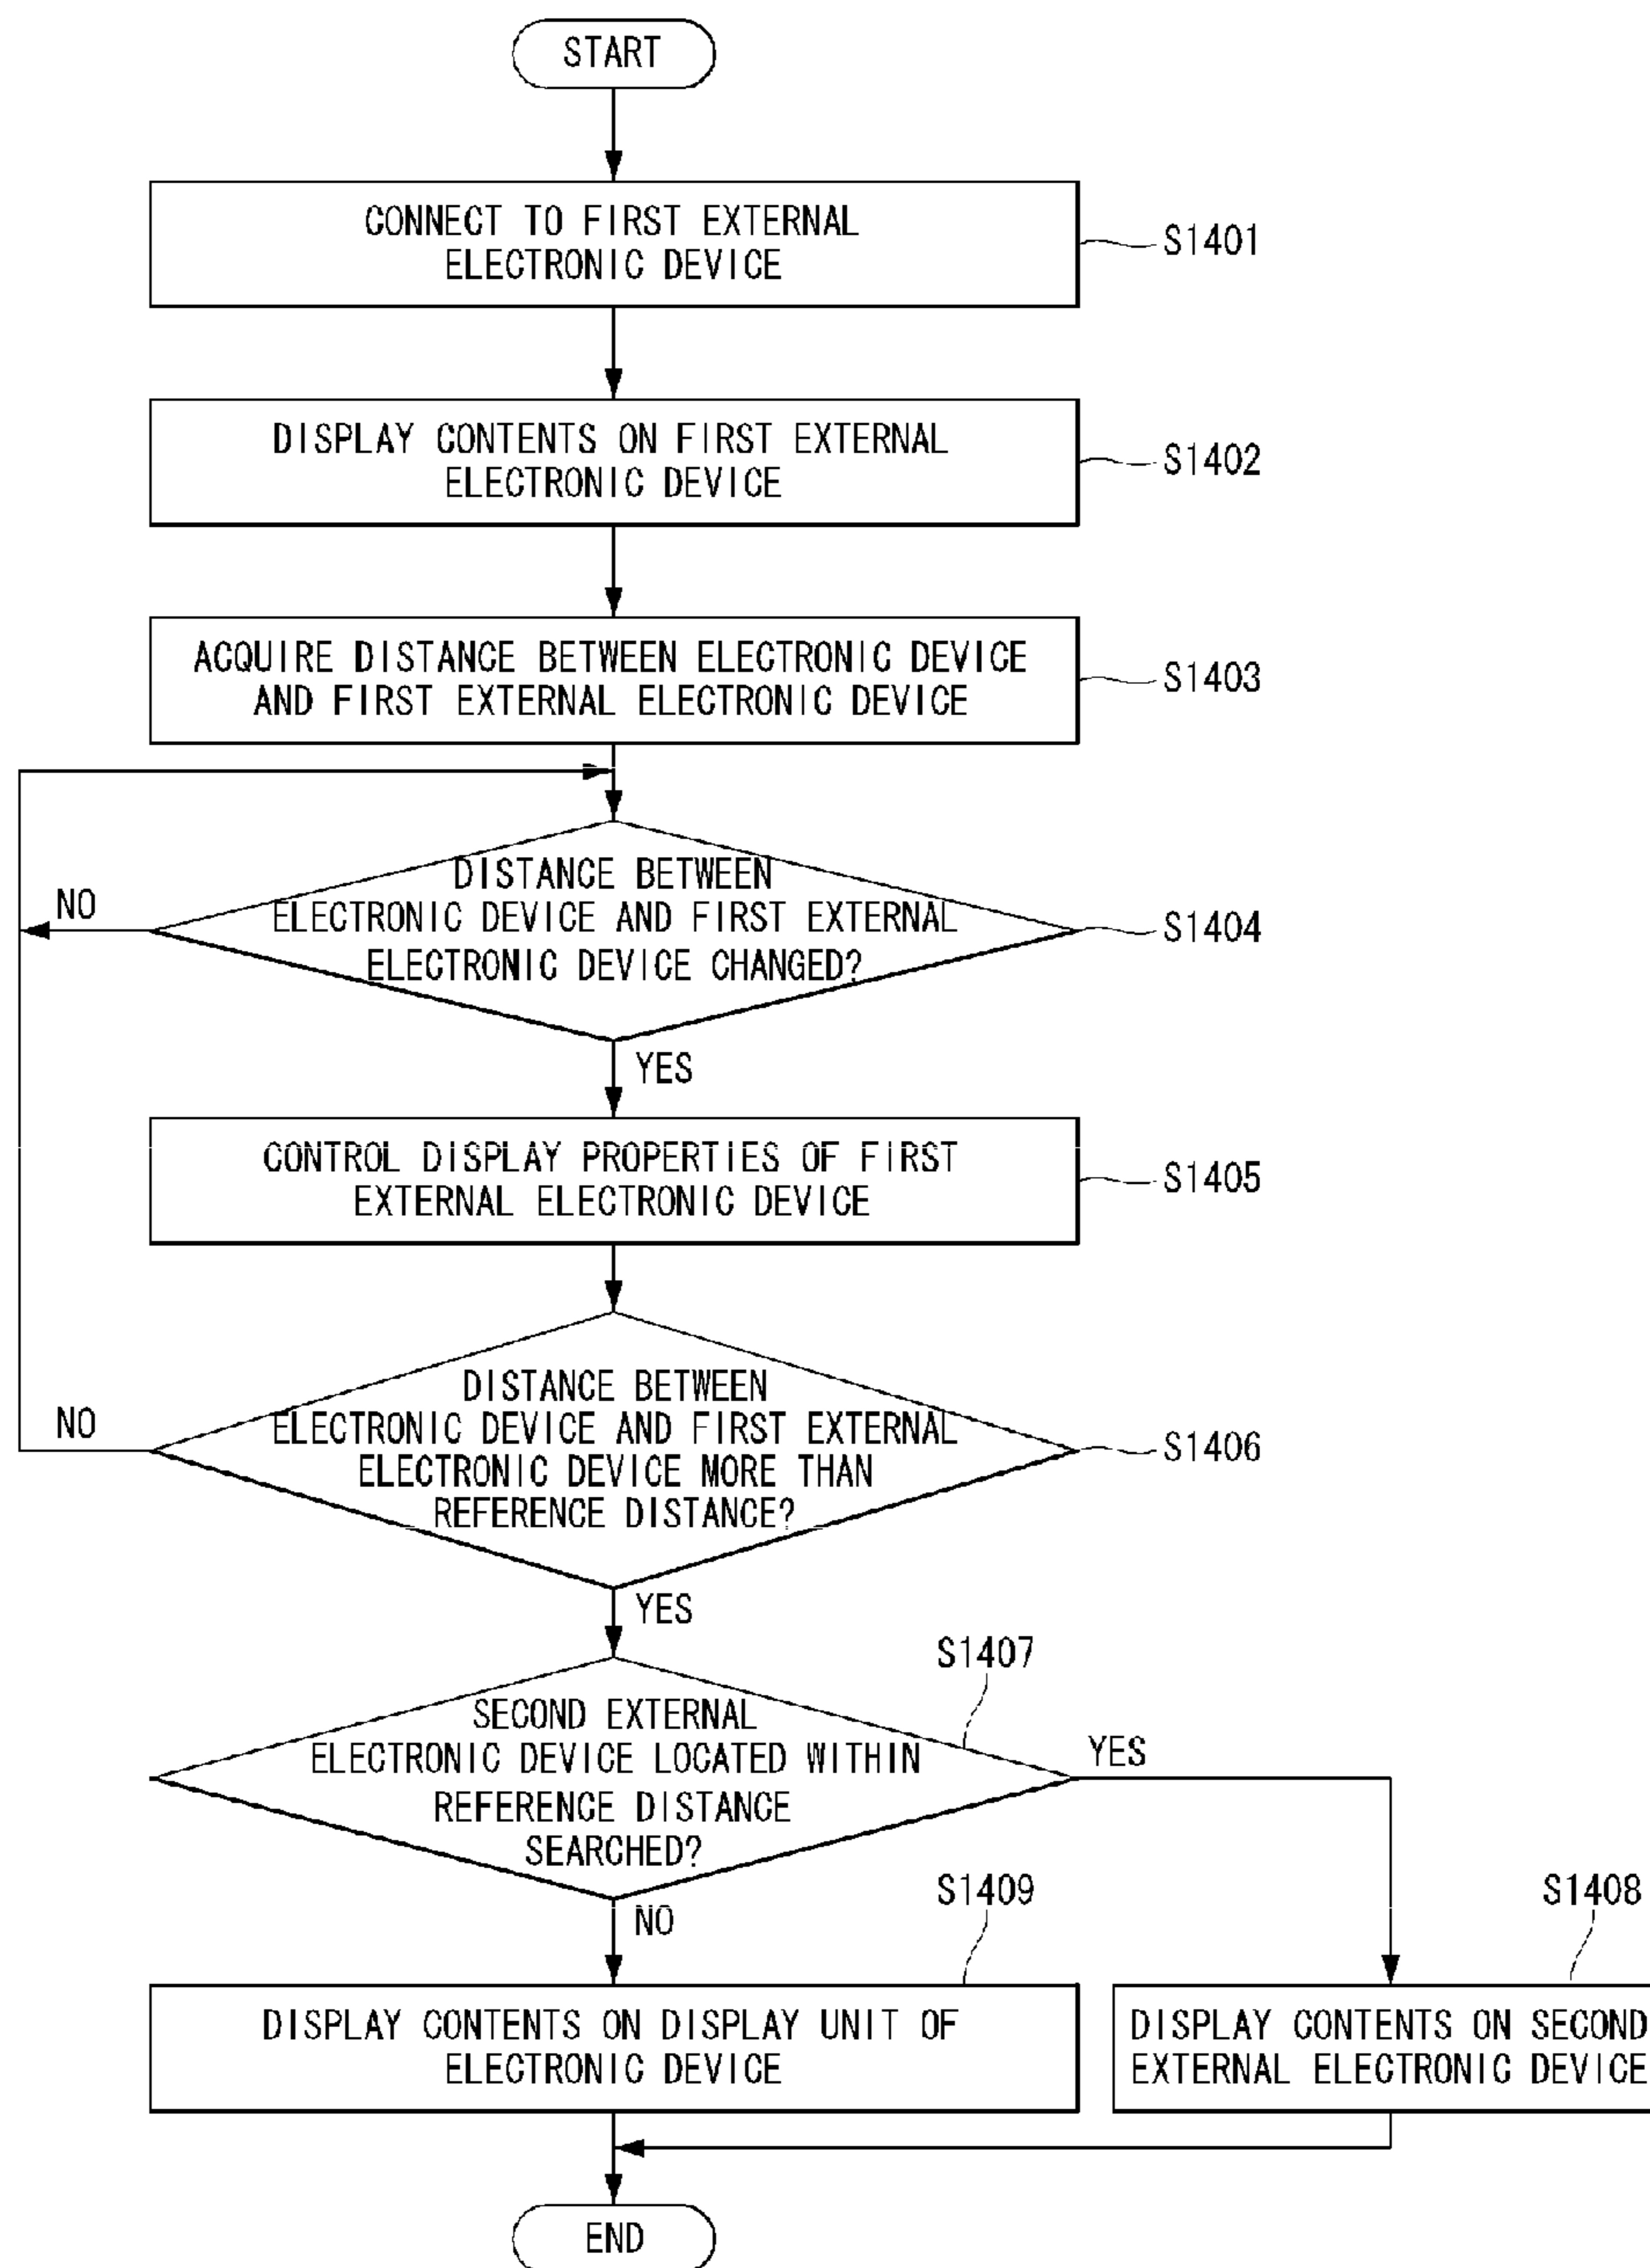 START
CONNECT TO FIRST EXTERNAL
ELECTRONIC DEVICE
S1401
DISPLAY CONTENTS ON FIRST EXTERNAL
ELECTRONIC DEVICE
S1402
ACQUIRE DISTANCE BETWEEN ELECTRONIC DEVICE
AND FIRST EXTERNAL ELECTRONIC DEVICE
S1403
DISTANCE BETWEEN
ELECTRONIC DEVICE AND FIRST EXTERNAL
ELECTRONIC DEVICE CHANGED?
NO
S1404
YES
CONTROL DISPLAY PROPERTIES OF FIRST
EXTERNAL ELECTRONIC DEVICE
S1405
DISTANCE BETWEEN
ELECTRONIC DEVICE AND FIRST EXTERNAL
ELECTRONIC DEVICE MORE THAN
REFERENCE DISTANCE?
NO
S1406
YES
S1407
SECOND EXTERNAL
ELECTRONIC DEVICE LOCATED WITHIN
REFERENCE DISTANCE
SEARCHED?
YES
NO
S1409
S1408
DISPLAY CONTENTS ON DISPLAY UNIT OF
ELECTRONIC DEVICE
DISPLAY CONTENTS ON SECOND
EXTERNAL ELECTRONIC DEVICE
END